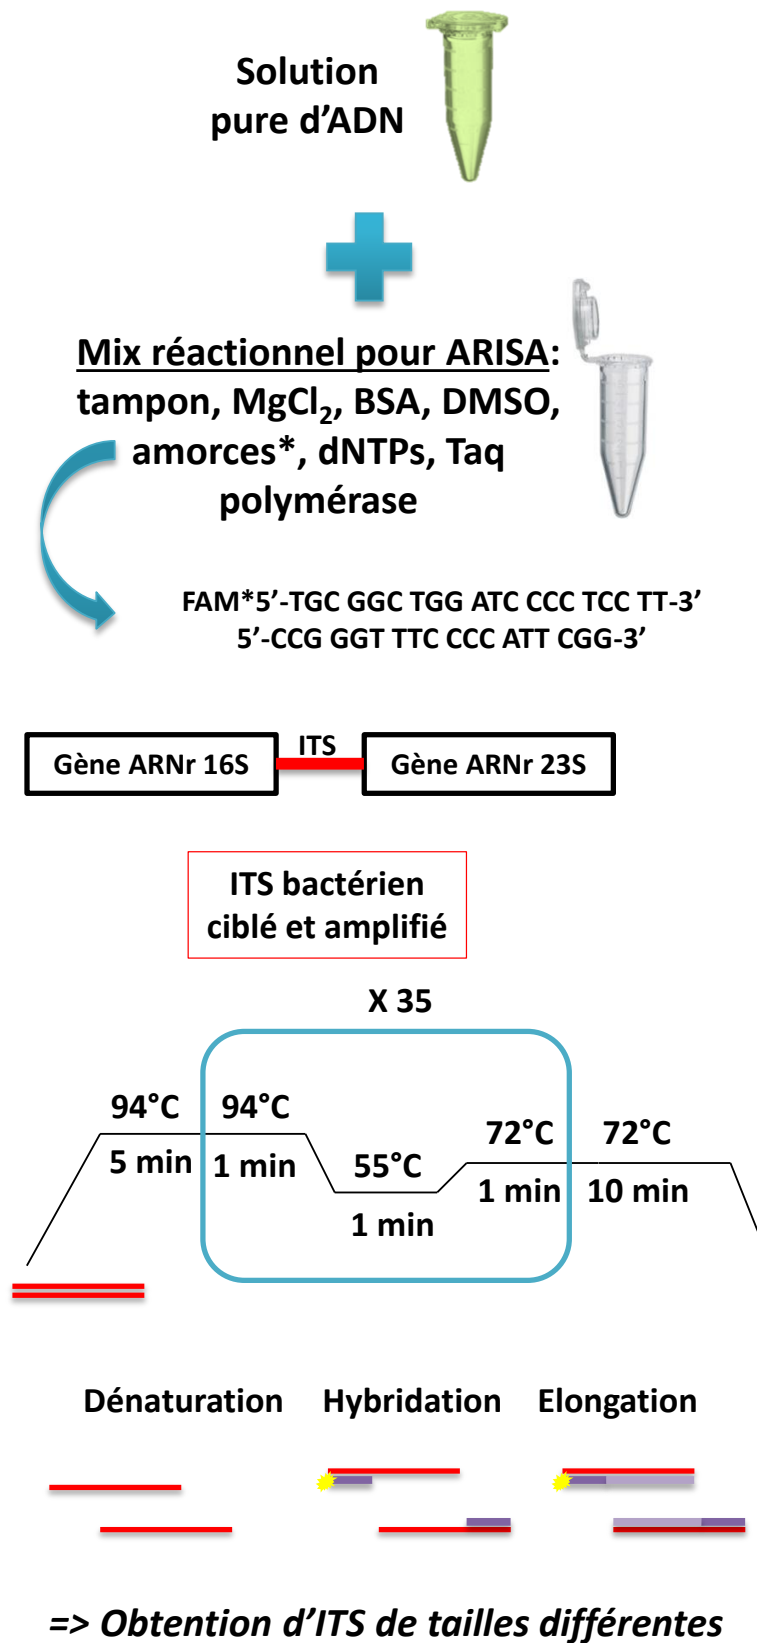 Solution
pure d'ADN
Mix réactionnel pour ARISA:
tampon, MgCl₂, BSA, DMSO,
amorces*, dNTPs, Taq
polymérase
FAM*5'-TGC GGC TGG ATC CCC TCC TT-3'
5'-CCG GGT TTC CCC ATT CGG-3'
ITS
Gène ARNr 16S
Gène ARNr 23S
ITS bactérien
ciblé et amplifié
X 35
94°C
5 min
94°C
1 min
55°C
1 min
72°C
1 min
72°C
10 min
Dénaturation
Hybridation
Elongation
=> Obtention d'ITS de tailles différentes